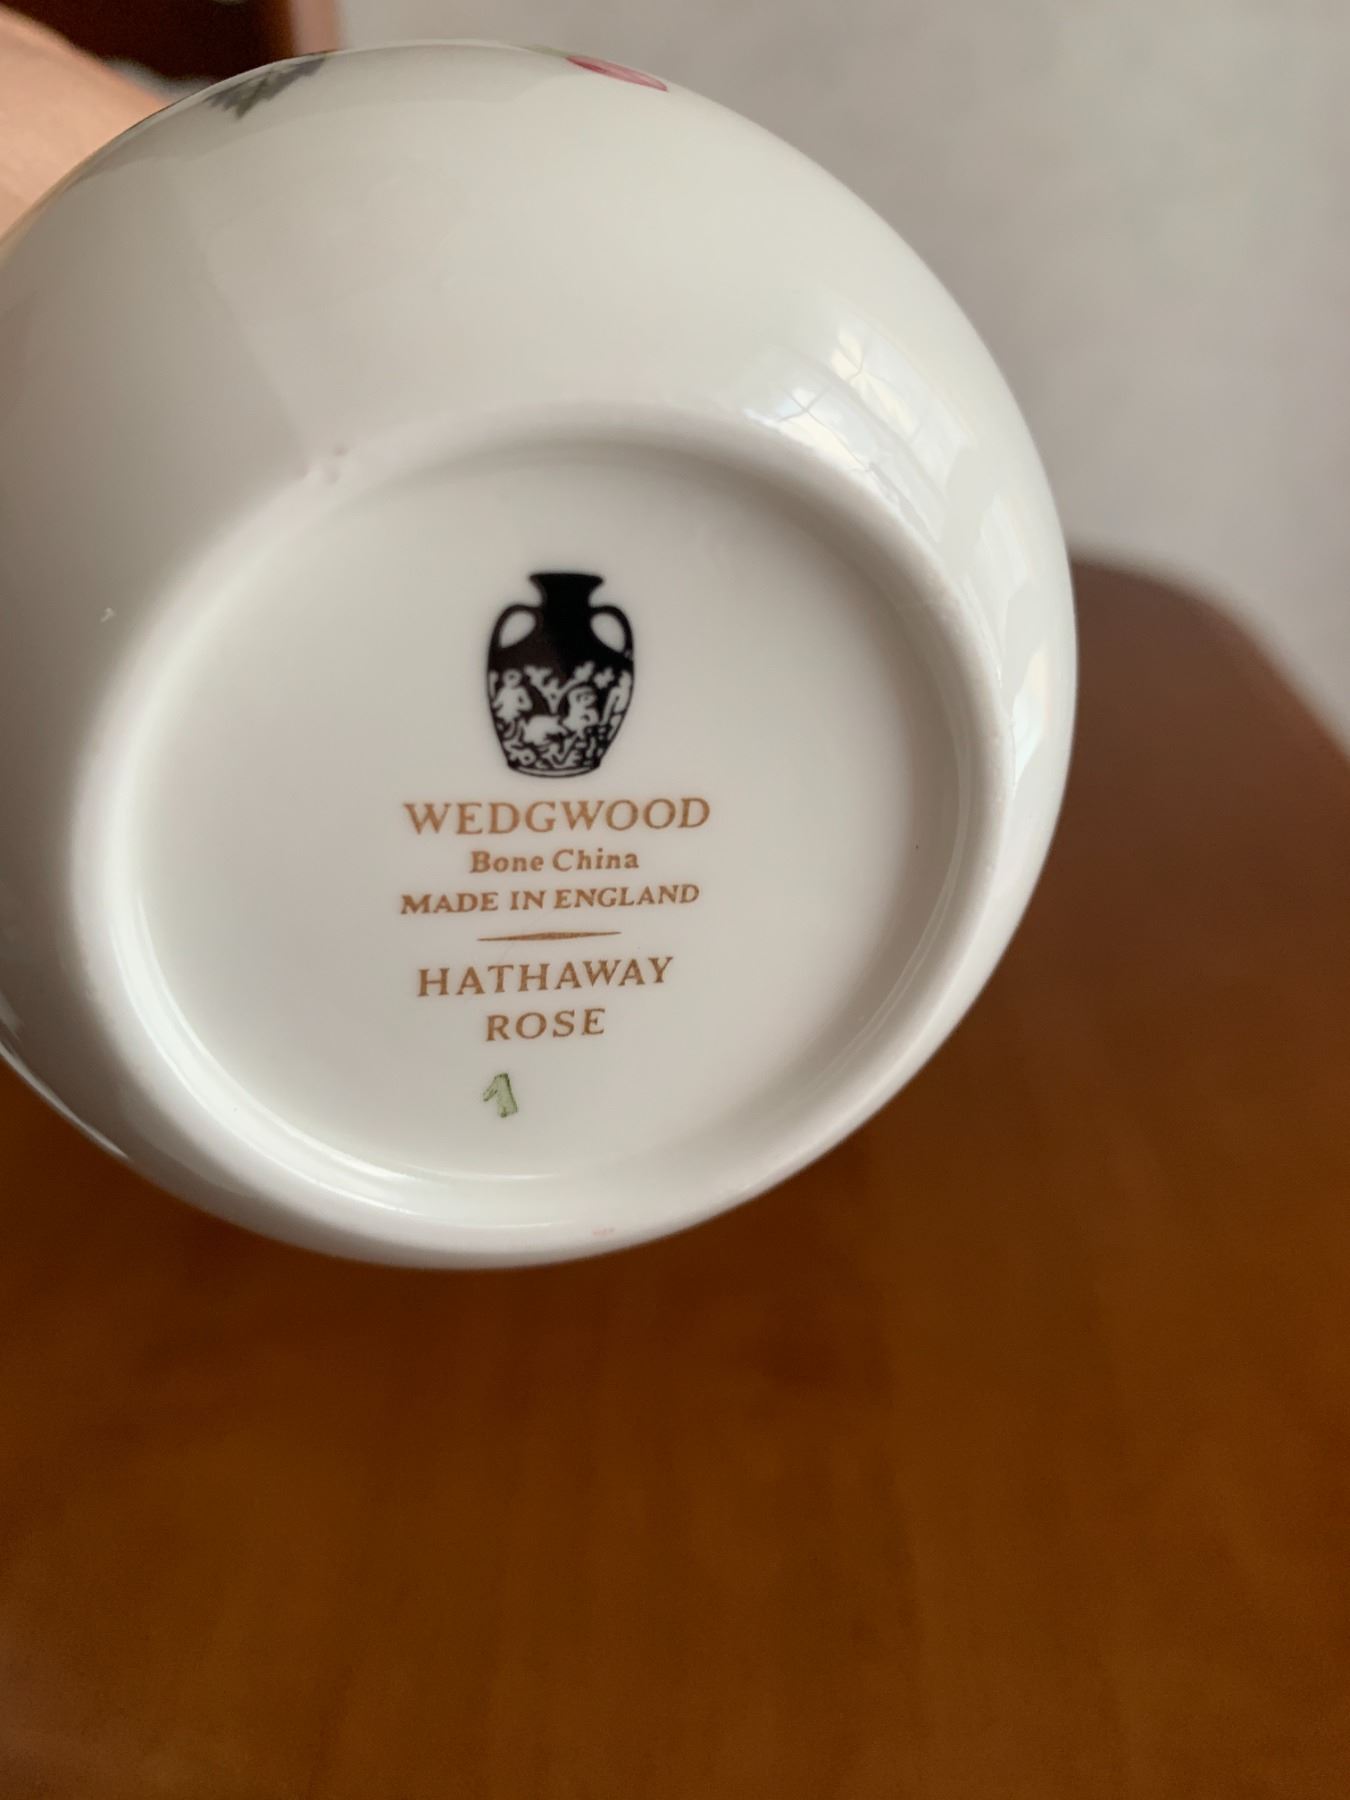 WEDGWOOD
Bone China
MADE IN ENGLAND
HATHAWAY
ROSE
1